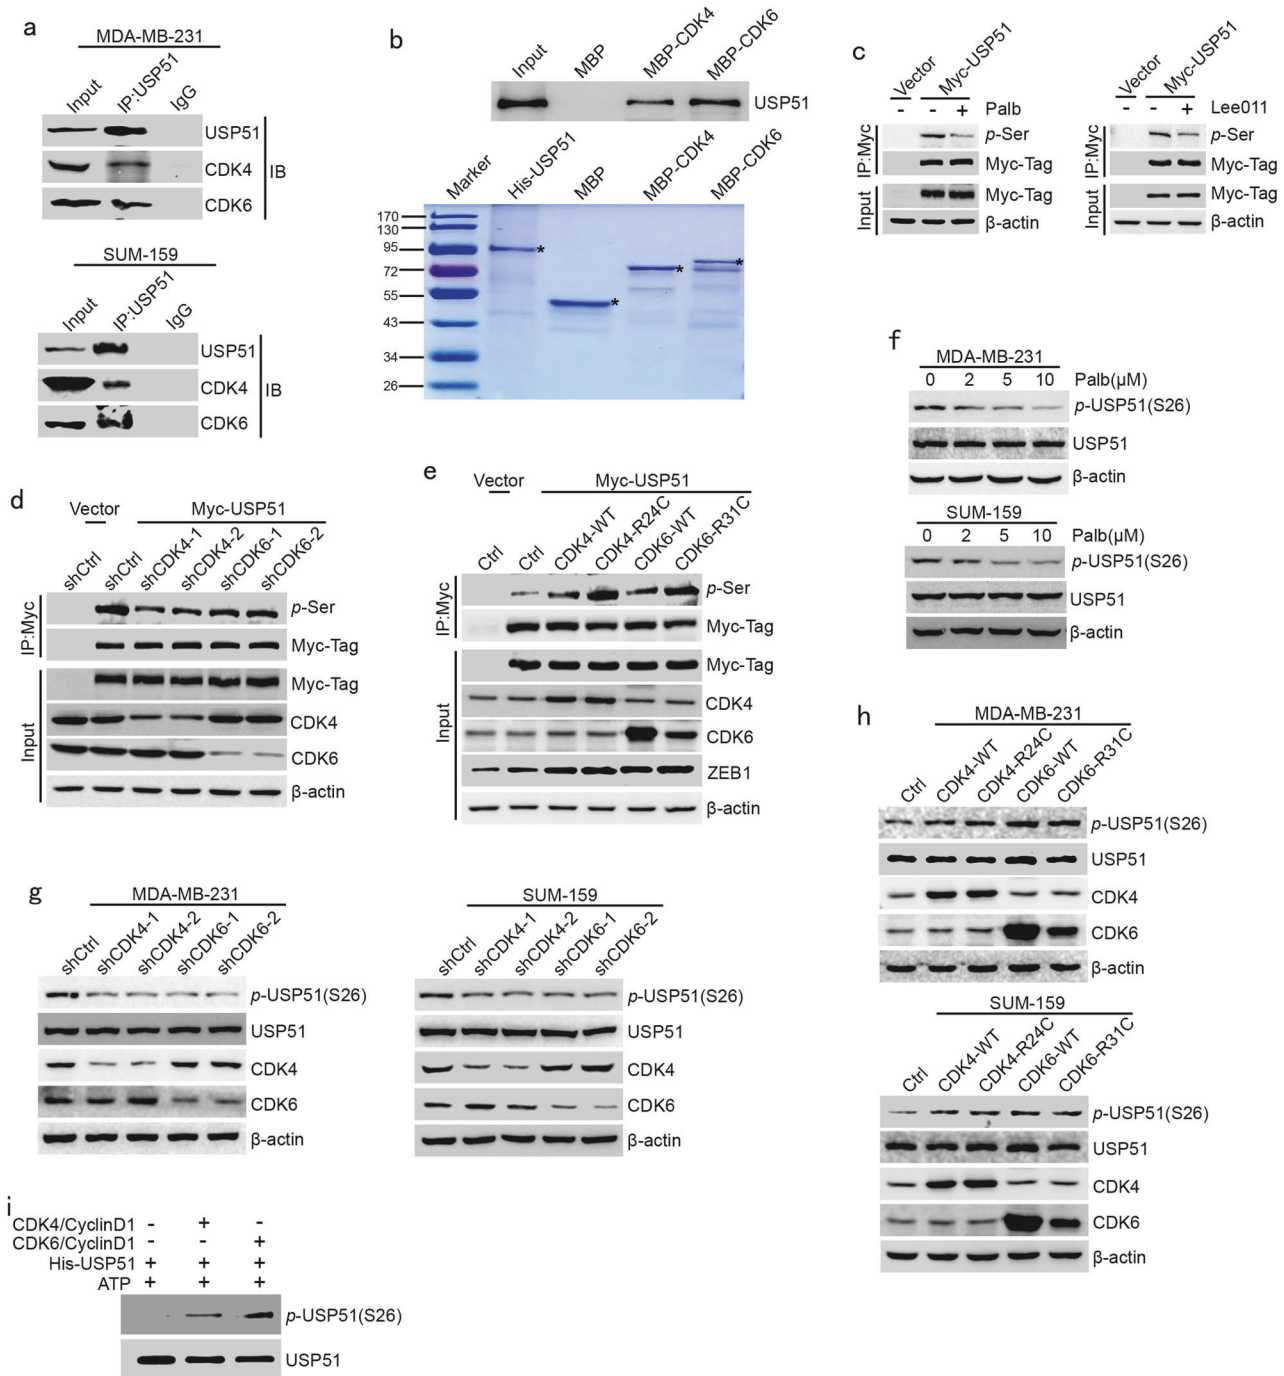 a
MDA-MB-231
Input
IP:USP51
IgG
USP51
CDK4
CDK6
IB
SUM-159
Input
IP:USP51
IgG
USP51
CDK4
CDK6
IB
b
Input
MBP
MBP-CDK4
MBP-CDK6
USP51
Marker
His-USP51
MBP
MBP-CDK4
MBP-CDK6
170
130
95
72
55
43
34
26
*
*
*
*
c
Vector
Myc-USP51
- - + Palb
IP:Myc
p-Ser
Myc-Tag
Input
Myc-Tag
β-actin
Vector
Myc-USP51
- - + Lee011
IP:Myc
p-Ser
Myc-Tag
Input
Myc-Tag
β-actin
d
Vector
Myc-USP51
shCtrl
shCtrl
shCDK4-1
shCDK4-2
shCDK6-1
shCDK6-2
IP:Myc
p-Ser
Myc-Tag
Input
Myc-Tag
CDK4
CDK6
β-actin
e
Vector
Myc-USP51
Ctrl
Ctrl
CDK4-WT
CDK4-R24C
CDK6-WT
CDK6-R31C
IP:Myc
p-Ser
Myc-Tag
Input
Myc-Tag
CDK4
CDK6
ZEB1
β-actin
f
MDA-MB-231
0 2 5 10 Palb(μM)
p-USP51(S26)
USP51
β-actin
SUM-159
0 2 5 10 Palb(μM)
p-USP51(S26)
USP51
β-actin
g
MDA-MB-231
shCtrl
shCDK4-1
shCDK4-2
shCDK6-1
shCDK6-2
p-USP51(S26)
USP51
CDK4
CDK6
β-actin
SUM-159
shCtrl
shCDK4-1
shCDK4-2
shCDK6-1
shCDK6-2
p-USP51(S26)
USP51
CDK4
CDK6
β-actin
h
MDA-MB-231
Ctrl
CDK4-WT
CDK4-R24C
CDK6-WT
CDK6-R31C
p-USP51(S26)
USP51
CDK4
CDK6
β-actin
SUM-159
Ctrl
CDK4-WT
CDK4-R24C
CDK6-WT
CDK6-R31C
p-USP51(S26)
USP51
CDK4
CDK6
β-actin
i
CDK4/CyclinD1 - + -
CDK6/CyclinD1 - - +
His-USP51 + + +
ATP + + +
p-USP51(S26)
USP51